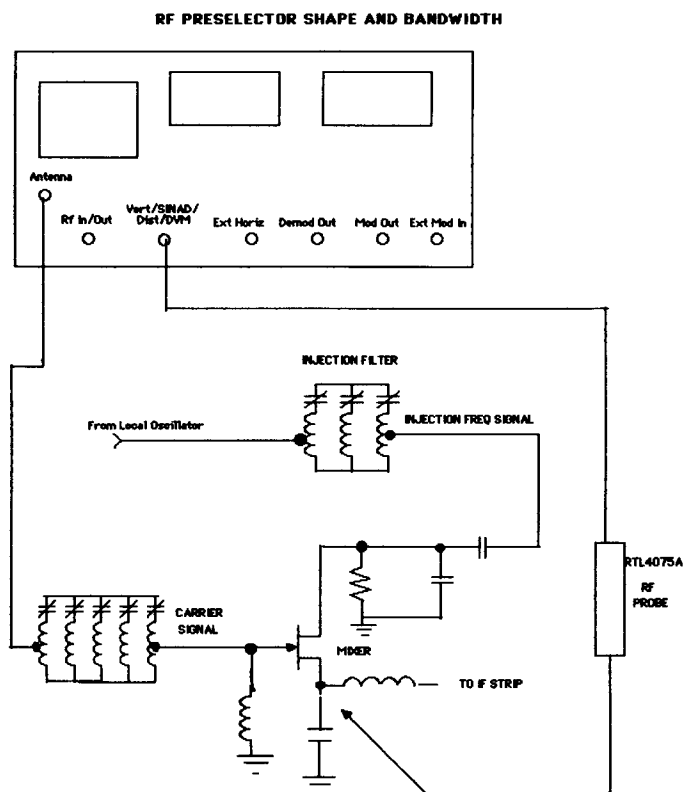 RF PRESELECTOR SHAPE AND BANDWIDTH
Antenna
Rf In/Out
Vert/SINAD/
Dist/DVM
Ext Horiz
Demod Out
Mod Out
Ext Mod In
INJECTION FILTER
From Local Oscillator
INJECTION FREQ SIGNAL
RTL4075A
RF
PROBE
CARRIER
SIGNAL
MIXER
TO IF STRIP